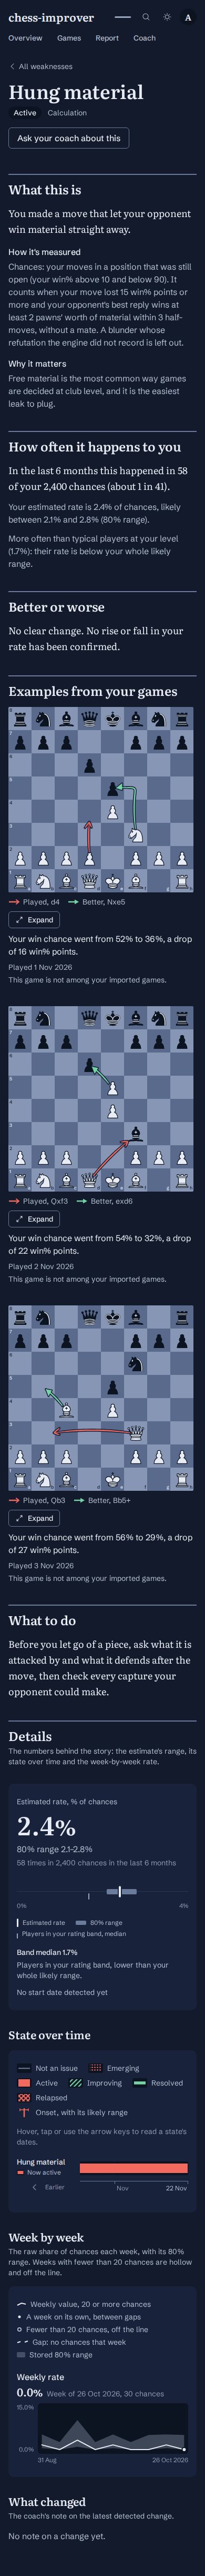 chess-improver
A
Overview
Games
Report
Coach
All weaknesses
Hung material
Active
Calculation
Ask your coach about this
What this is
You made a move that let your opponent
win material straight away.
How it's measured
Chances: your moves in a position that was still
open (your win% above 10 and below 90). It
counts when your move lost 15 win% points or
more and your opponent's best reply wins at
least 2 pawns' worth of material within 3 half-
moves, without a mate. A blunder whose
refutation the engine did not record is left out.
Why it matters
Free material is the most common way games
are decided at club level, and it is the easiest
leak to plug.
How often it happens to you
In the last 6 months this happened in 58
of your 2,400 chances (about 1 in 41).
Your estimated rate is 2.4% of chances, likely
between 2.1% and 2.8% (80% range).
More often than typical players at your level
(1.7%): their rate is below your whole likely
range.
Better or worse
No clear change. No rise or fall in your
rate has been confirmed.
Examples from your games
Played, d4
Better, Nxe5
Expand
Your win chance went from 52% to 36%, a drop
of 16 win% points.
Played 1 Nov 2026
This game is not among your imported games.
Played, Qxf3
Better, exd6
Expand
Your win chance went from 54% to 32%, a drop
of 22 win% points.
Played 2 Nov 2026
This game is not among your imported games.
Played, Qb3
Better, Bb5+
Expand
Your win chance went from 56% to 29%, a drop
of 27 win% points.
Played 3 Nov 2026
This game is not among your imported games.
What to do
Before you let go of a piece, ask what it is
attacked by and what it defends after the
move, then check every capture your
opponent could make.
Details
The numbers behind the story: the estimate's range, its
state over time and the week-by-week rate.
Estimated rate, % of chances
2.4%
80% range 2.1-2.8%
58 times in 2,400 chances in the last 6 months
0%
4%
Estimated rate
80% range
Players in your rating band, median
Band median 1.7%
Players in your rating band, lower than your
whole likely range.
No start date detected yet
State over time
Not an issue
Emerging
Active
Improving
Resolved
Relapsed
Onset, with its likely range
Hover, tap or use the arrow keys to read a state's
dates.
Hung material
Now active
Earlier
Nov
22 Nov
Week by week
The raw share of chances each week, with its 80%
range. Weeks with fewer than 20 chances are hollow
and off the line.
Weekly value, 20 or more chances
A week on its own, between gaps
Fewer than 20 chances, off the line
Gap: no chances that week
Stored 80% range
Weekly rate
0.0% Week of 26 Oct 2026, 30 chances
15.0%
0.0%
31 Aug
26 Oct 2026
What changed
The coach's note on the latest detected change.
No note on a change yet.